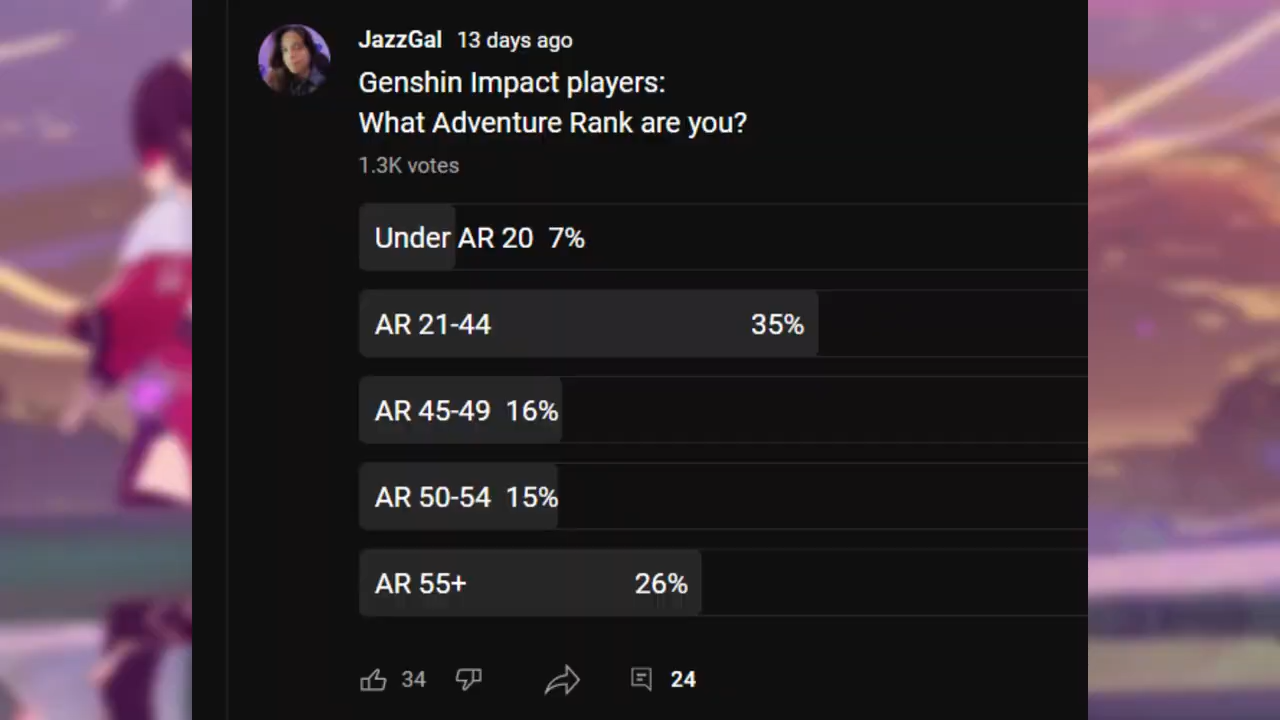 JazzGal 13 days ago
Genshin Impact players:
What Adventure Rank are you?
1.3K votes
Under AR 20 7%
AR 21-44 35%
AR 45-49 16%
AR 50-54 15%
AR 55+ 26%
34 24